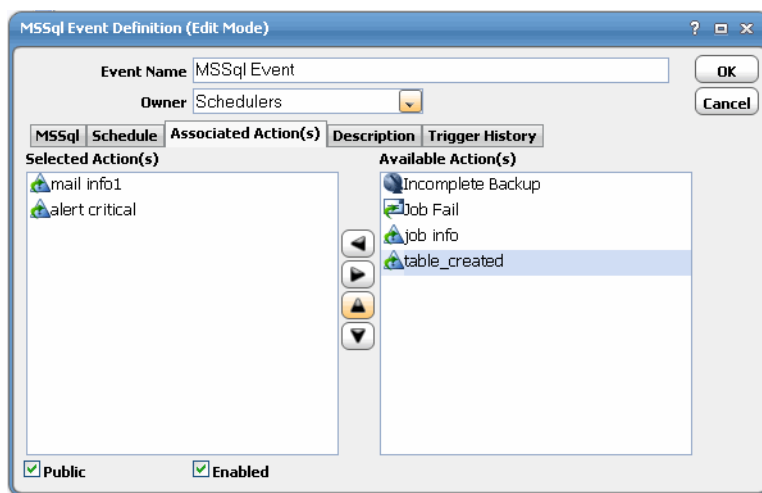 MSSql Event Definition (Edit Mode)
?
Event Name MSSql Event
OK
Owner Schedulers
Cancel
MSSql Schedule Associated Action(s) Description Trigger History
Selected Action(s)
Available Action(s)
mail info1
alert critical
Incomplete Backup
Job Fail
job info
table_created
Public
Enabled